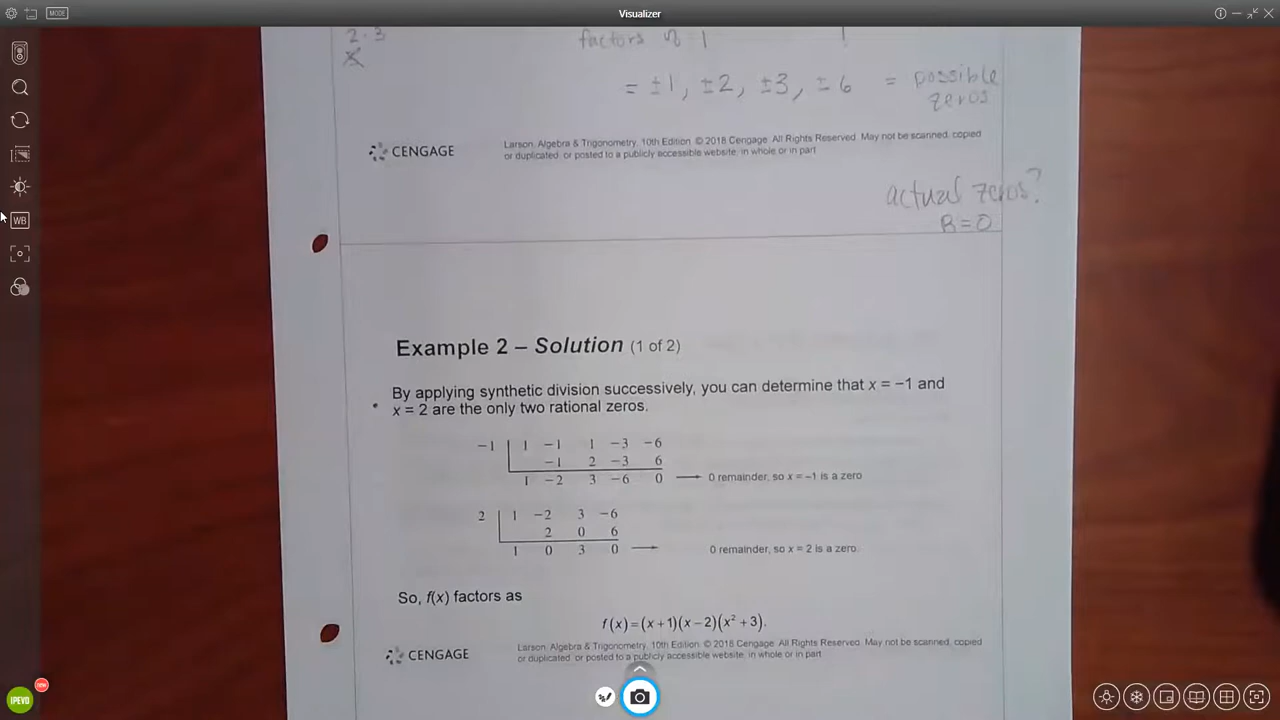 MODE
Visualizer
2·3
factors of 1
1
= ±1, ±2, ±3, ±6 = possible zeros
CENGAGE
Larson, Algebra & Trigonometry, 10th Edition. © 2018 Cengage. All Rights Reserved. May not be scanned, copied
or duplicated, or posted to a publicly accessible website, in whole or in part.
WB
actual zeros?
R=0
Example 2 – Solution (1 of 2)
By applying synthetic division successively, you can determine that x = −1 and
• x = 2 are the only two rational zeros.
−1 | 1 −1 1 −3 −6
−1 2 −3 6
1 −2 3 −6 0 → 0 remainder, so x = −1 is a zero
2 | 1 −2 3 −6
2 0 6
1 0 3 0 → 0 remainder, so x = 2 is a zero.
So, f(x) factors as
f(x)=(x+1)(x−2)(x²+3).
CENGAGE
Larson, Algebra & Trigonometry, 10th Edition. © 2018 Cengage. All Rights Reserved. May not be scanned, copied
or duplicated, or posted to a publicly accessible website, in whole or in part.
new
IPEVO